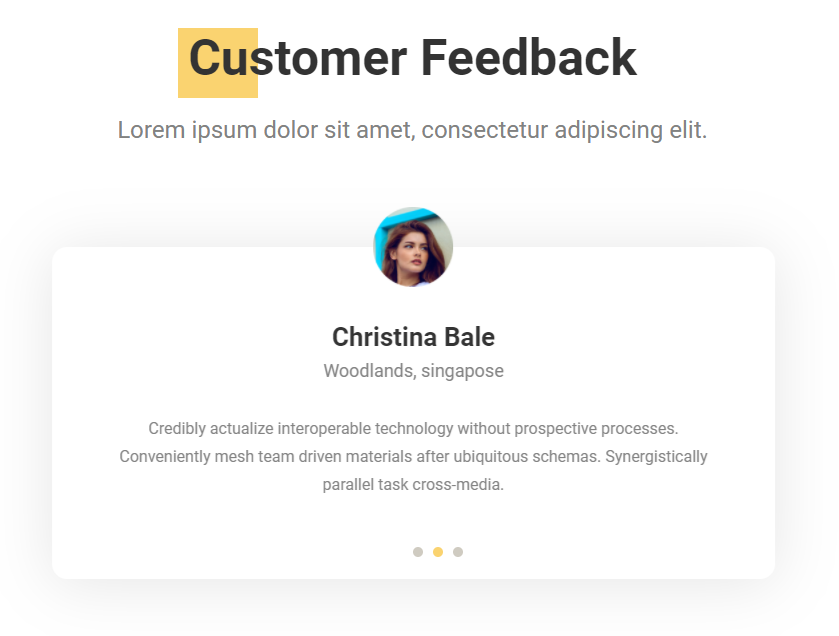 Customer Feedback
Lorem ipsum dolor sit amet, consectetur adipiscing elit.
Christina Bale
Woodlands, singapose
Credibly actualize interoperable technology without prospective processes.
Conveniently mesh team driven materials after ubiquitous schemas. Synergistically
parallel task cross-media.